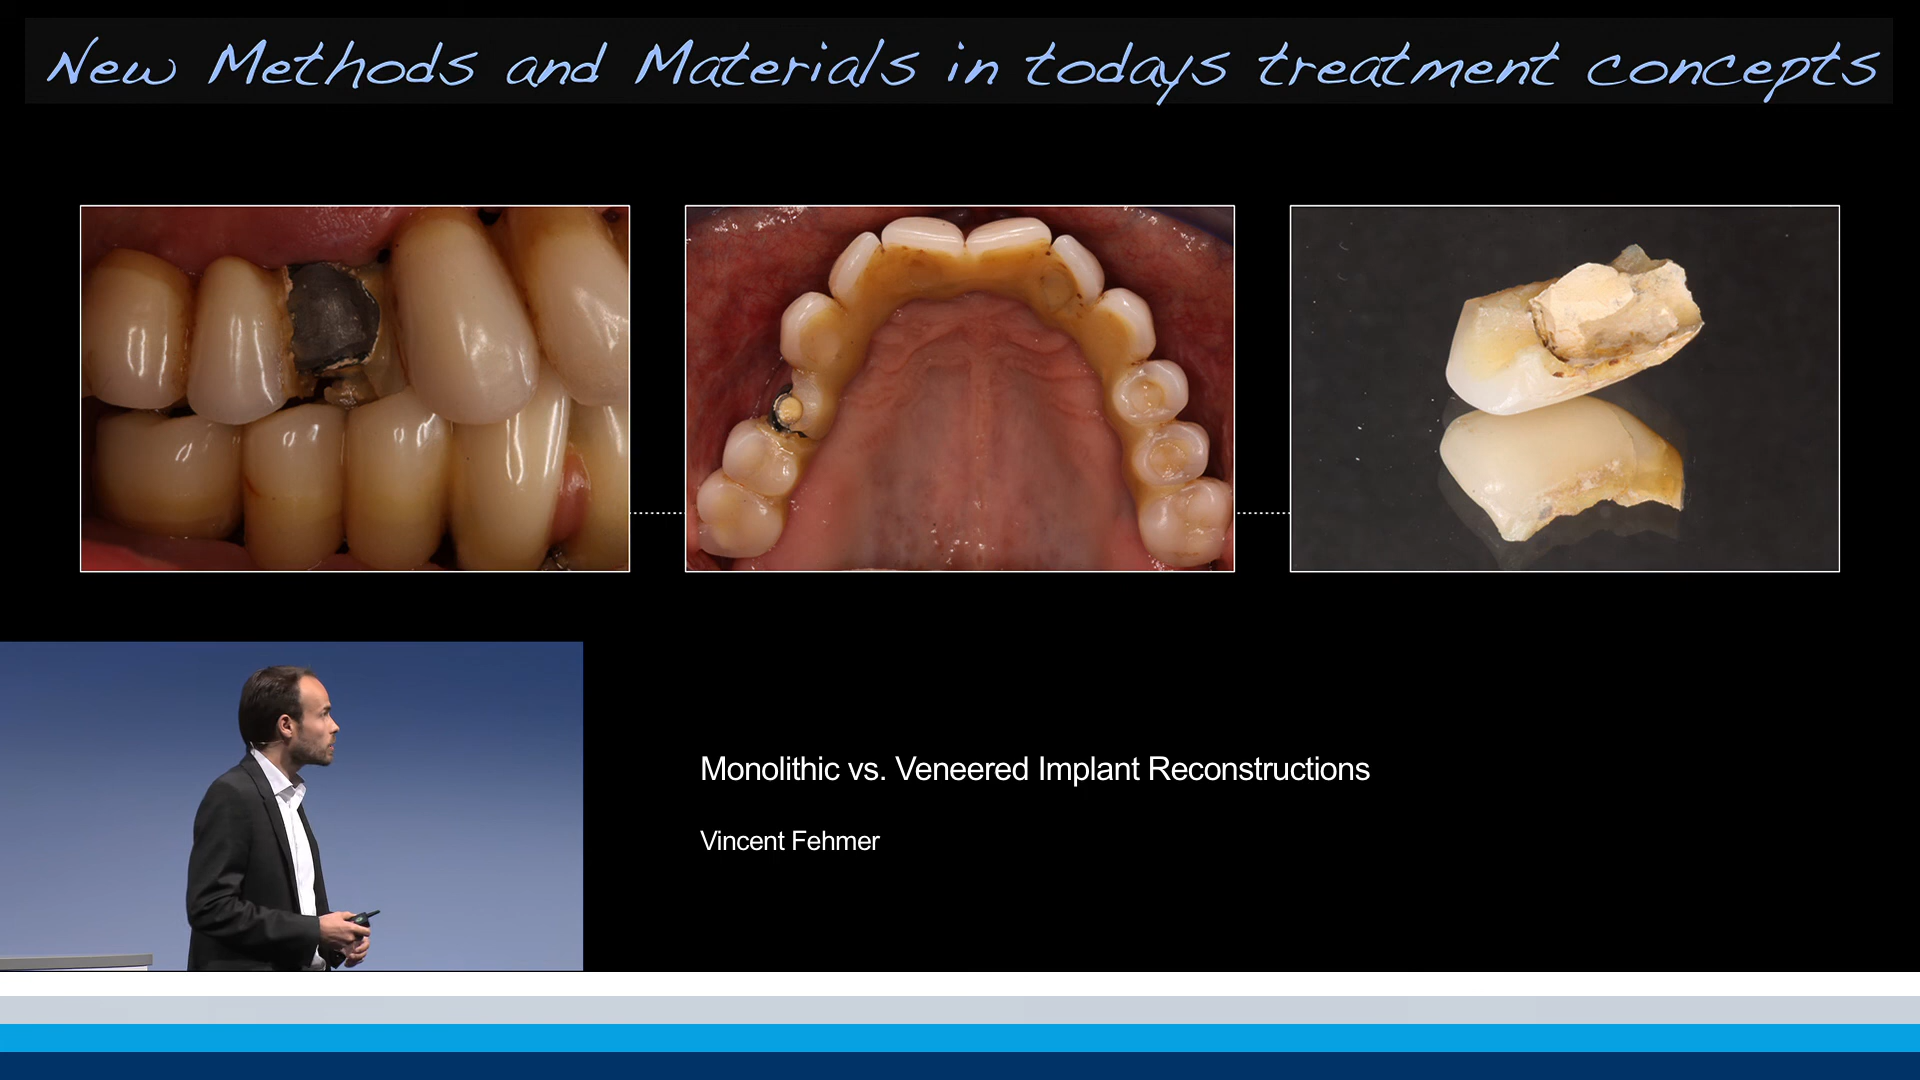 New Methods and Materials in todays treatment concepts
Monolithic vs. Veneered Implant Reconstructions
Vincent Fehmer